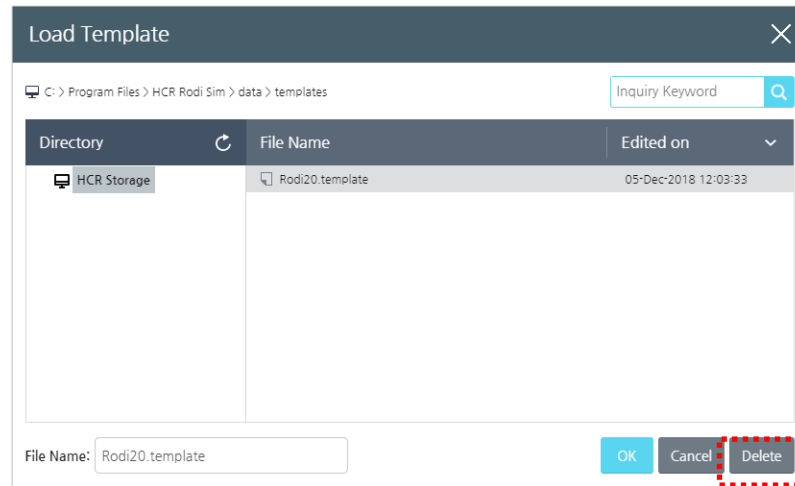 Load Template
C: > Program Files > HCR Rodi Sim > data > templates
Inquiry Keyword
Directory File Name Edited on
HCR Storage Rodi20.template 05-Dec-2018 12:03:33
File Name: Rodi20.template OK Cancel Delete